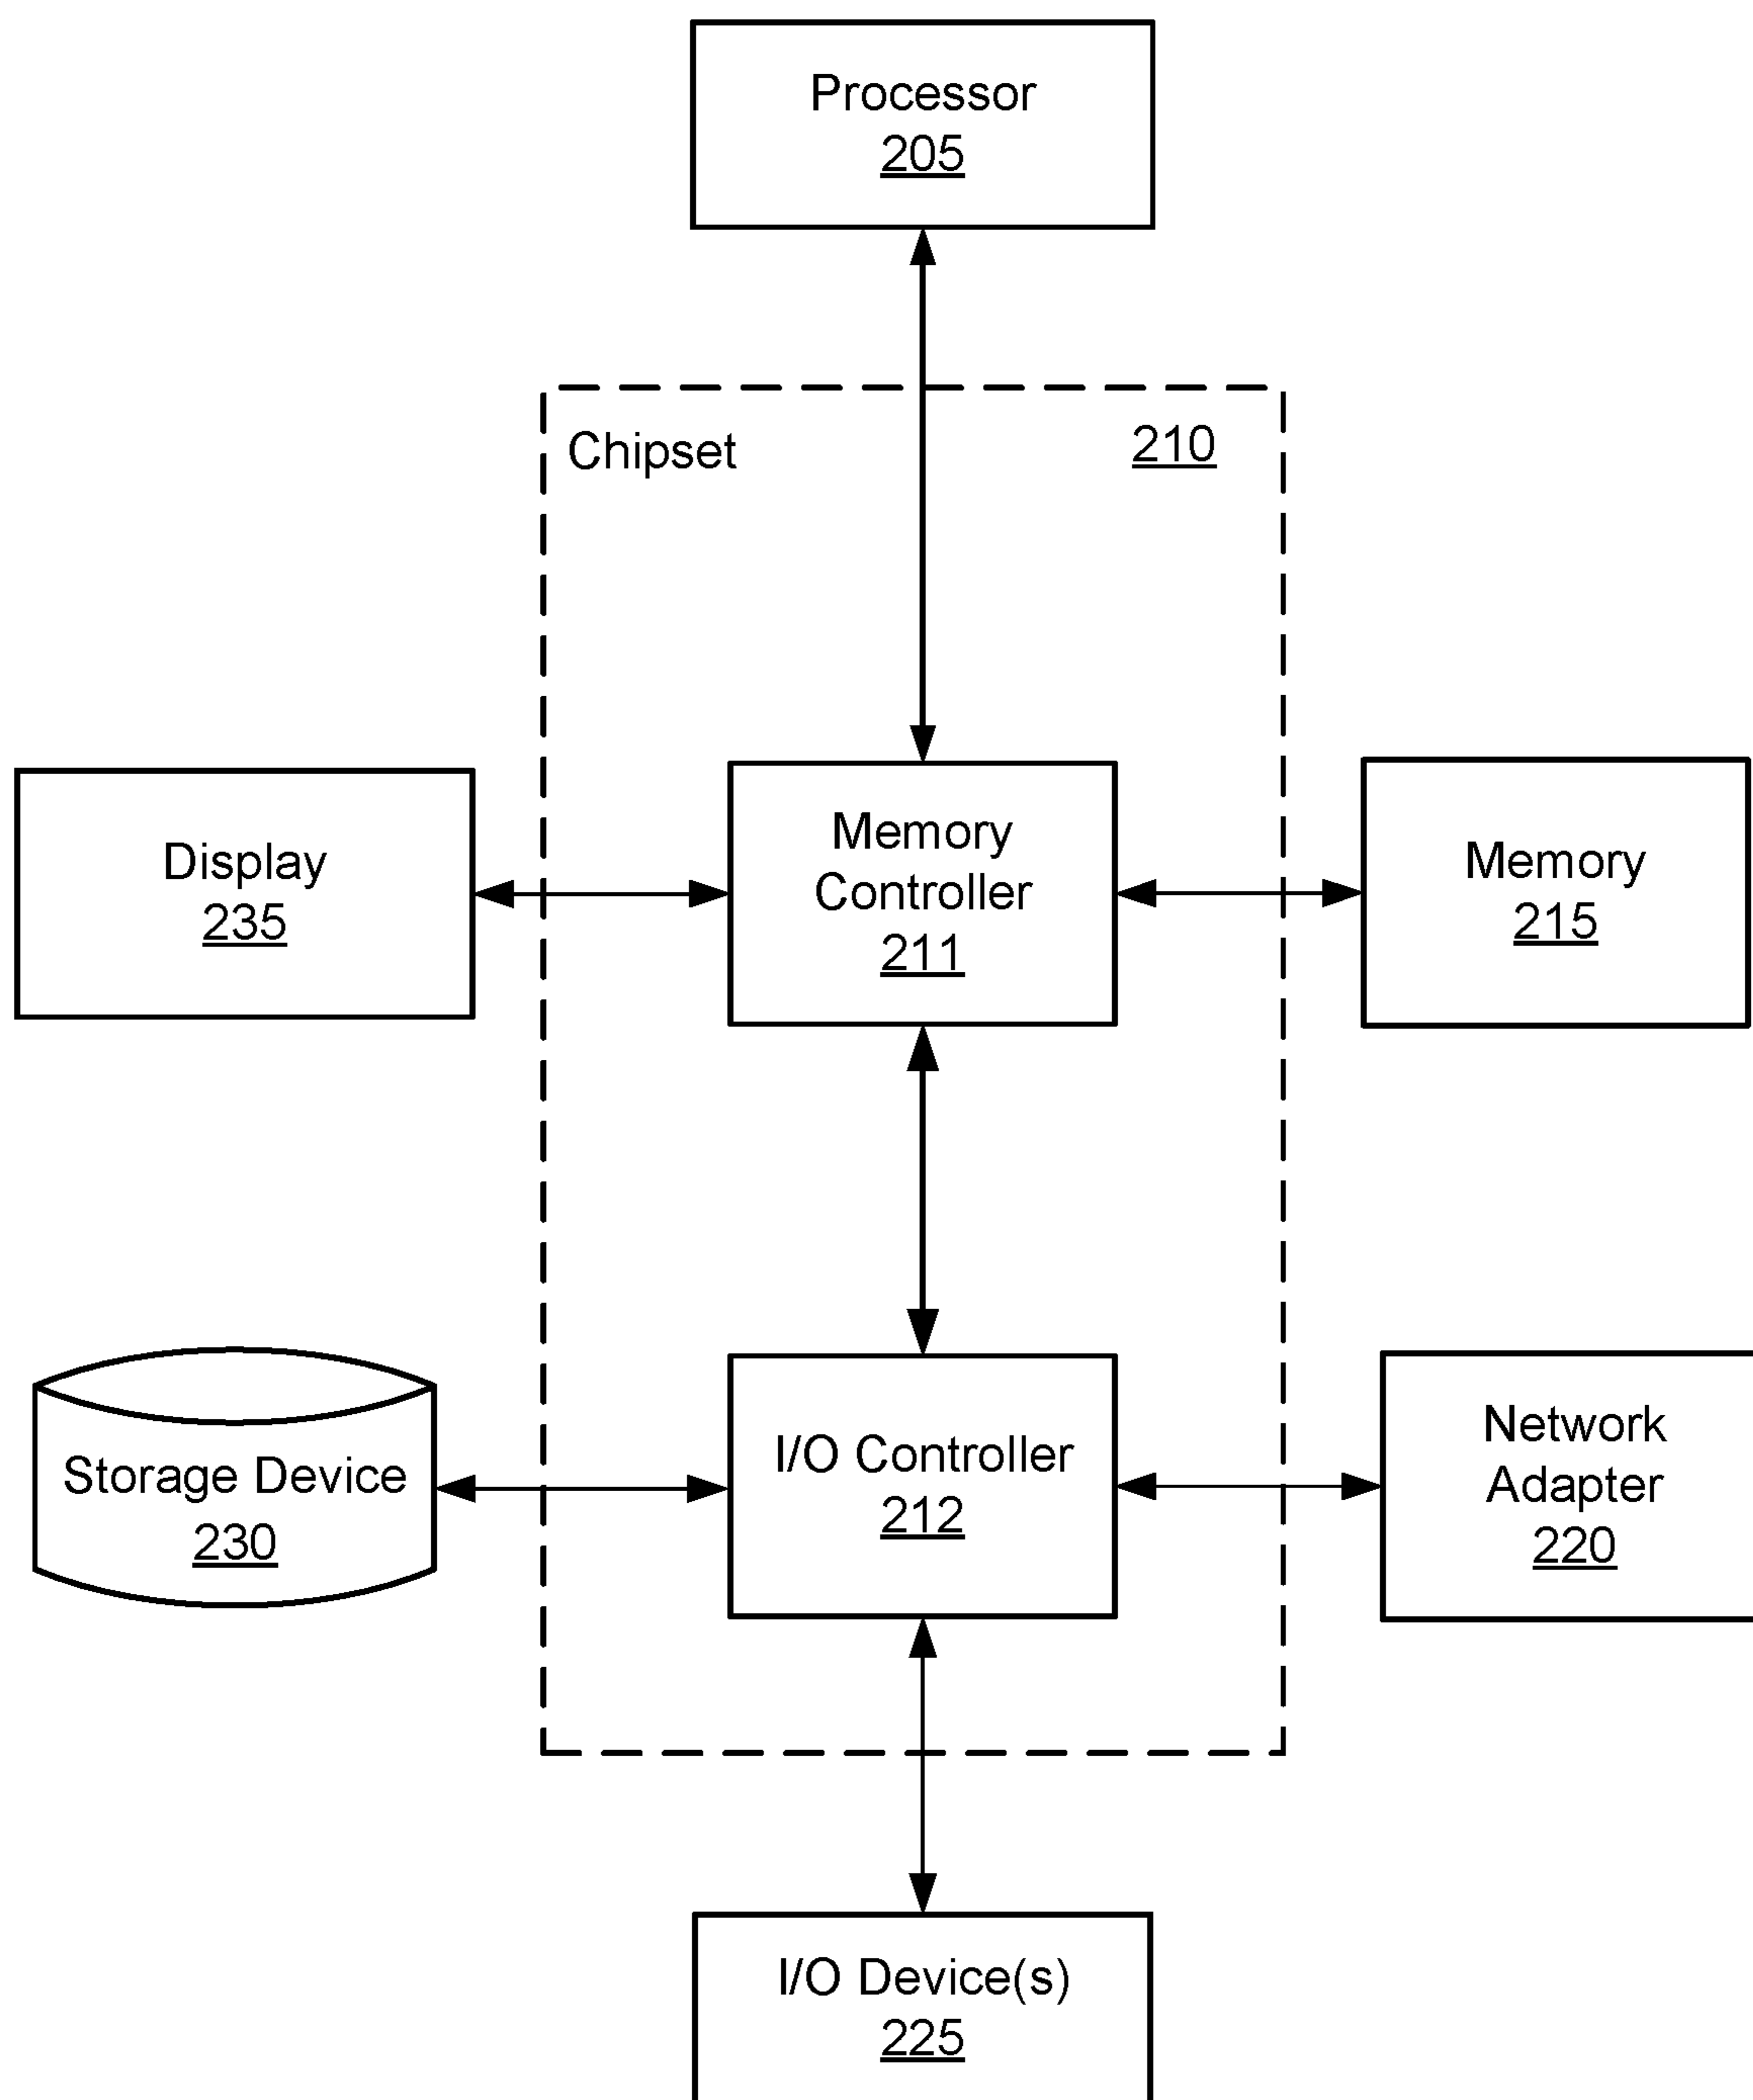 Processor
205
Chipset
210
Display
235
Memory
Controller
211
Memory
215
Storage Device
230
I/O Controller
212
Network
Adapter
220
I/O Device(s)
225